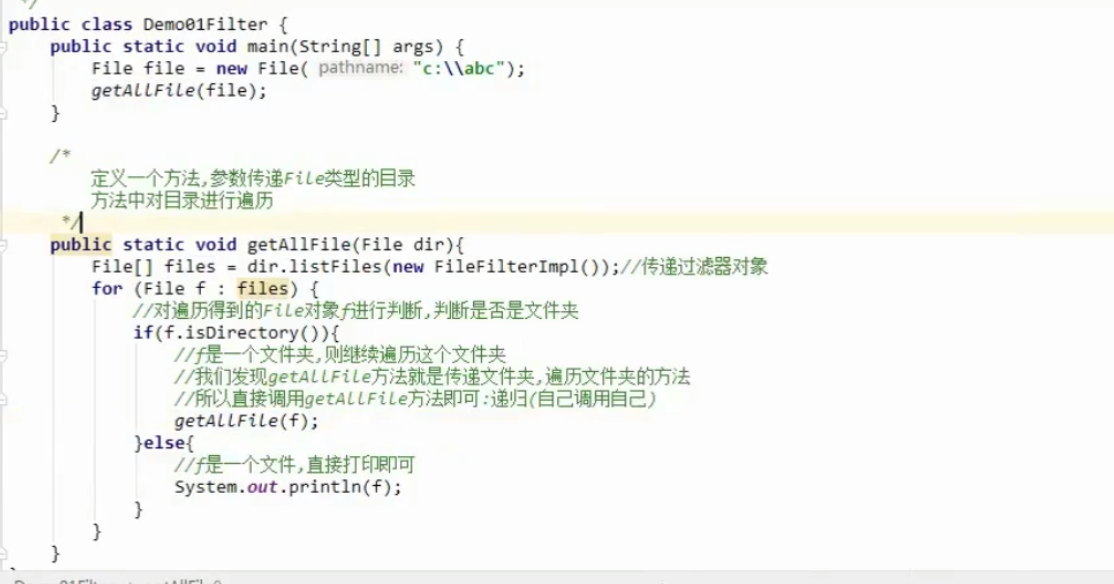 */
public class Demo01Filter {
    public static void main(String[] args) {
        File file = new File( pathname: "c:\\abc");
        getAllFile(file);
    }
    /*
        定义一个方法,参数传递File类型的目录
        方法中对目录进行遍历
     */
    public static void getAllFile(File dir){
        File[] files = dir.listFiles(new FileFilterImpl());//传递过滤器对象
        for (File f : files) {
            //对遍历得到的File对象f进行判断,判断是否是文件夹
            if(f.isDirectory()){
                //f是一个文件夹,则继续遍历这个文件夹
                //我们发现getAllFile方法就是传递文件夹,遍历文件夹的方法
                //所以直接调用getAllFile方法即可:递归(自己调用自己)
                getAllFile(f);
            }else{
                //f是一个文件,直接打印即可
                System.out.println(f);
            }
        }
    }